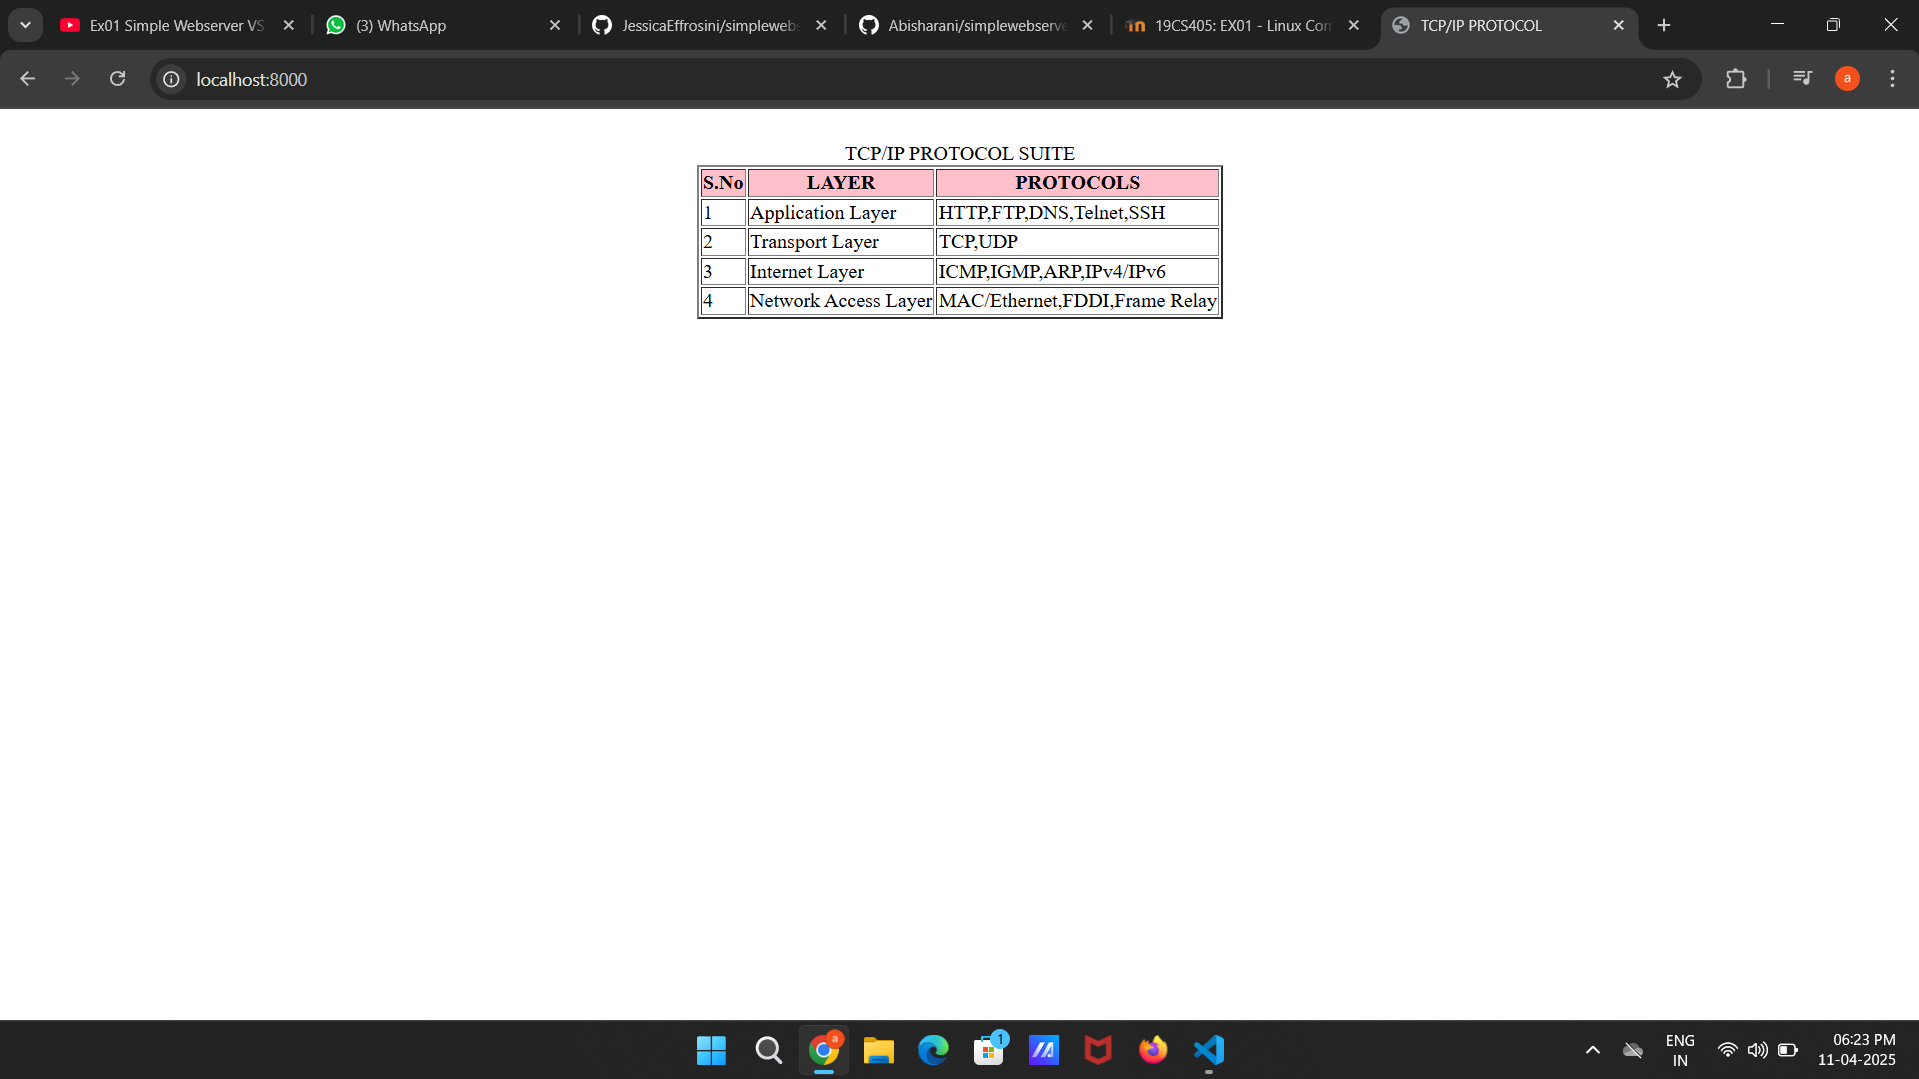 Ex01 Simple Webserver VS
(3) WhatsApp
JessicaEffrosini/simplewebs
Abisharani/simplewebserve
19CS405: EX01 - Linux Con
TCP/IP PROTOCOL
localhost:8000
a
TCP/IP PROTOCOL SUITE
S.No LAYER PROTOCOLS
1 Application Layer HTTP,FTP,DNS,Telnet,SSH
2 Transport Layer TCP,UDP
3 Internet Layer ICMP,IGMP,ARP,IPv4/IPv6
4 Network Access Layer MAC/Ethernet,FDDI,Frame Relay
a
1
ENG
IN
06:23 PM
11-04-2025